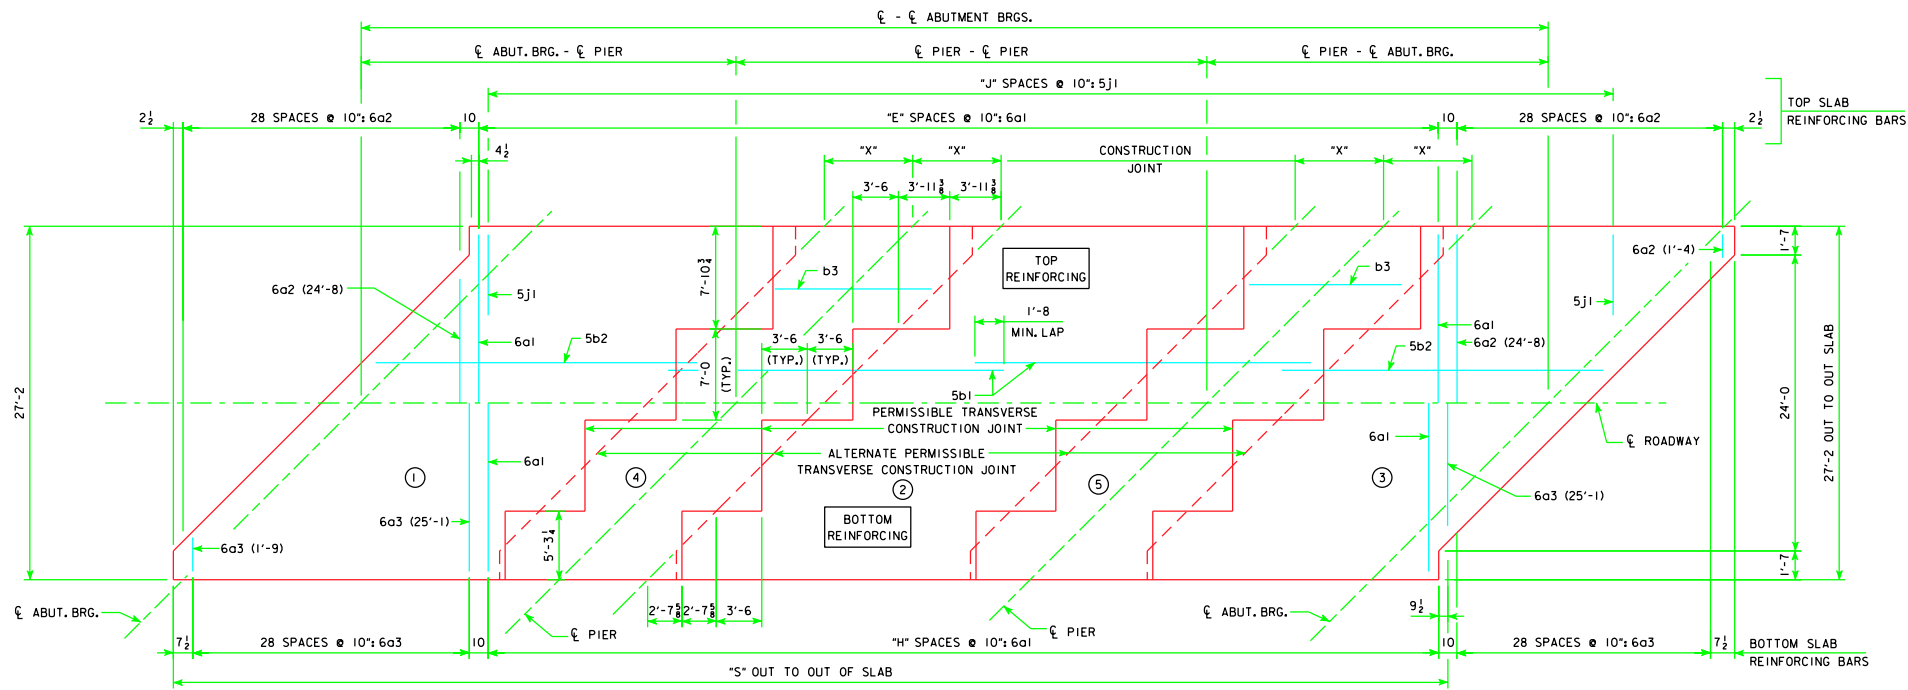 ℄ - ℄ ABUTMENT BRGS.
℄ ABUT. BRG. - ℄ PIER
℄ PIER - ℄ PIER
℄ PIER - ℄ ABUT. BRG.
"J" SPACES @ 10": 5j1
2½
28 SPACES @ 10": 6a2
10
"E" SPACES @ 10": 6a1
10
28 SPACES @ 10": 6a2
2½
TOP SLAB
REINFORCING BARS
4½
"X"
"X"
CONSTRUCTION
JOINT
"X"
"X"
3'-6
3'-11⅜
3'-11⅜
TOP
REINFORCING
6a2 (1'-4)
1'-7
b3
b3
7'-10¾
6a2 (24'-8)
5j1
5j1
1'-8
MIN. LAP
6a1
5b2
3'-6
(TYP.)
3'-6
(TYP.)
7'-0
(TYP.)
6a1
6a2 (24'-8)
5b2
5b1
27'-2
24'-0
27'-2 OUT TO OUT SLAB
PERMISSIBLE TRANSVERSE
CONSTRUCTION JOINT
℄ ROADWAY
6a1
6a1
ALTERNATE PERMISSIBLE
TRANSVERSE CONSTRUCTION JOINT
1
4
2
5
3
6a3 (25'-1)
6a3 (25'-1)
BOTTOM
REINFORCING
6a3 (1'-9)
5'-3¼
1'-7
℄ ABUT. BRG.
℄ PIER
2'-7⅝
2'-7⅝
3'-6
℄ PIER
℄ ABUT. BRG.
9½
7½
28 SPACES @ 10": 6a3
10
"H" SPACES @ 10": 6a1
10
28 SPACES @ 10": 6a3
7½
BOTTOM SLAB
REINFORCING BARS
"S" OUT TO OUT OF SLAB